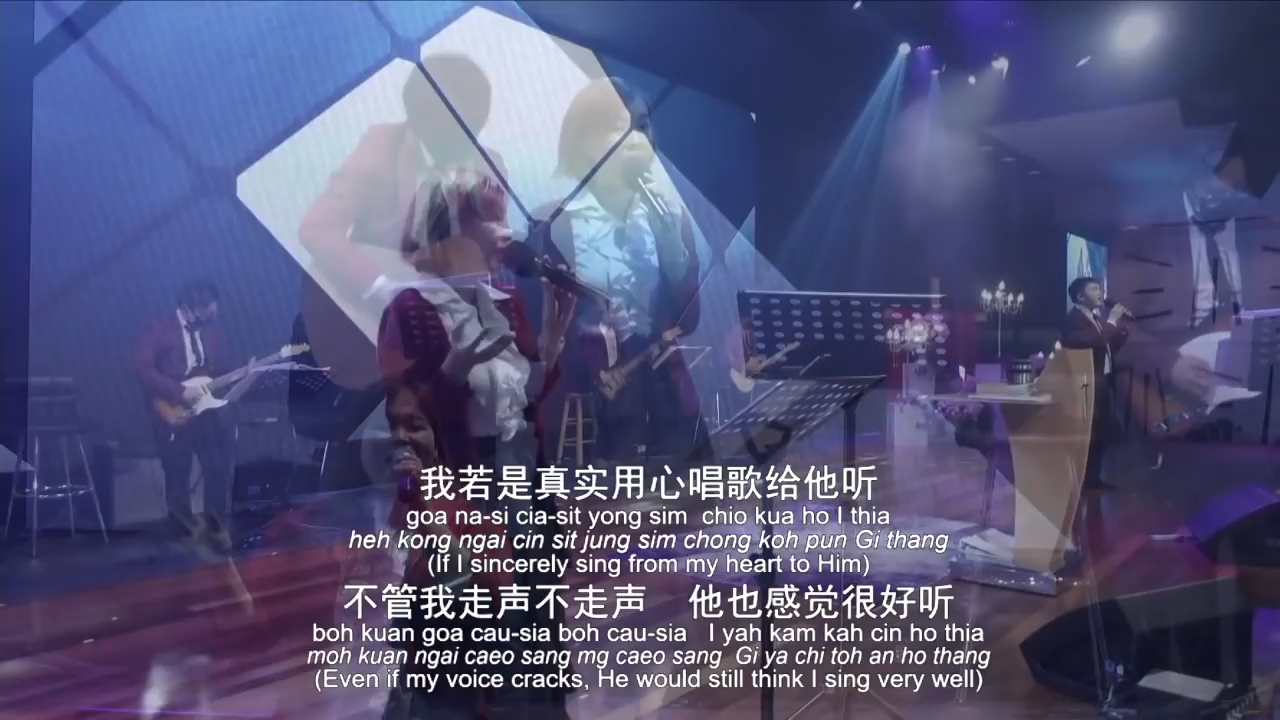 我若是真实用心唱歌给他听
goa na-si cia-sit yong sim chio kua ho I thia
heh kong ngai cin sit jung sim chong koh pun Gi thang
(If I sincerely sing from my heart to Him)
不管我走声不走声 他也感觉很好听
boh kuan goa cau-sia boh cau-sia I yah kam kah cin ho thia
moh kuan ngai caeo sang mg caeo sang Gi ya chi toh an ho thang
(Even if my voice cracks, He would still think I sing very well)